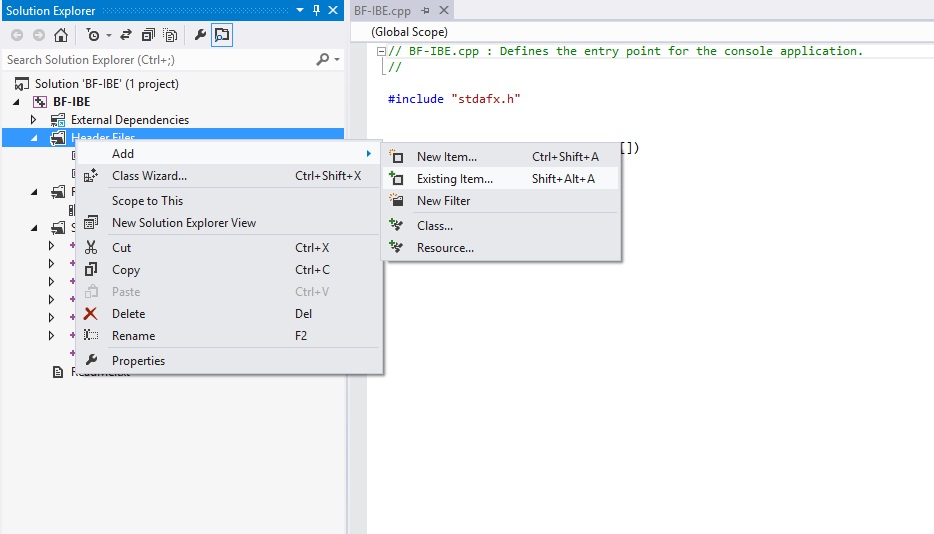 Solution Explorer
BF-IBE.cpp
(Global Scope)
Search Solution Explorer (Ctrl+;)
// BF-IBE.cpp : Defines the entry point for the console application.
//
#include "stdafx.h"
[])
Solution 'BF-IBE' (1 project)
BF-IBE
External Dependencies
Header Files
Add
Class Wizard... Ctrl+Shift+X
Scope to This
New Solution Explorer View
Cut Ctrl+X
Copy Ctrl+C
Paste Ctrl+V
Delete Del
Rename F2
Properties
New Item... Ctrl+Shift+A
Existing Item... Shift+Alt+A
New Filter
Class...
Resource...